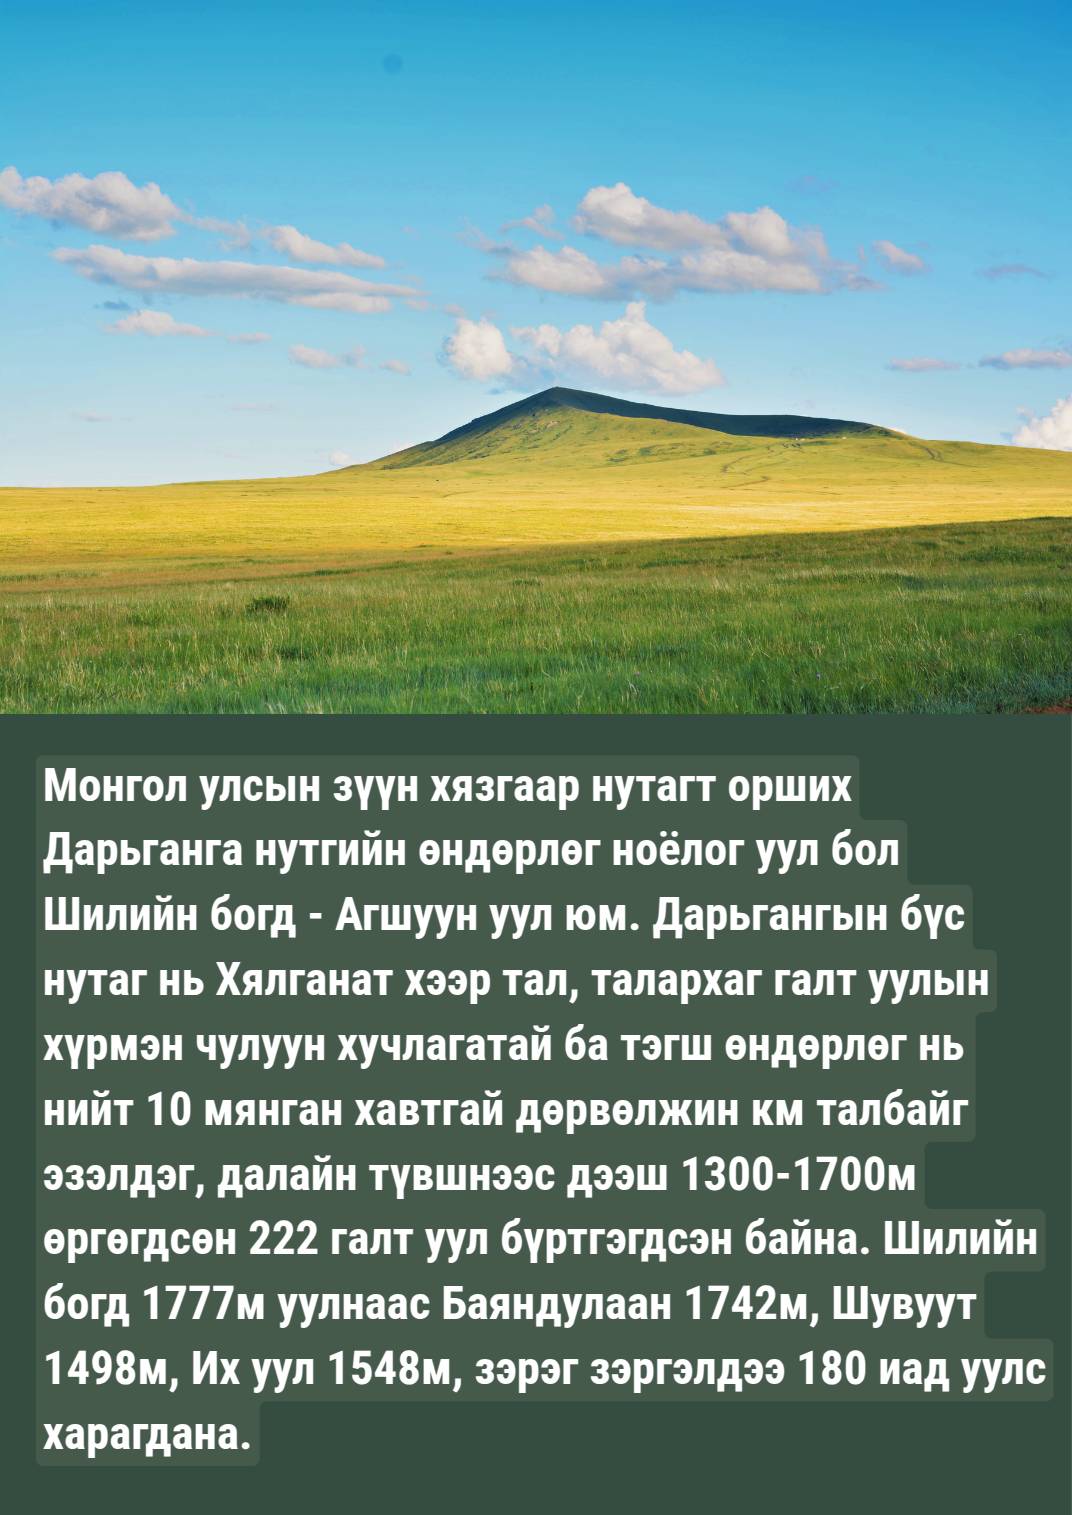 Монгол улсын зүүн хязгаар нутагт орших
Дарьганга нутгийн өндөрлөг ноёлог уул бол
Шилийн богд - Агшуун уул юм. Дарьгангын бүс
нутаг нь Хялганат хээр тал, талархаг галт уулын
хүрмэн чулуун хучлагатай ба тэгш өндөрлөг нь
нийт 10 мянган хавтгай дөрвөлжин км талбайг
эзэлдэг, далайн түвшнээс дээш 1300-1700м
өргөгдсөн 222 галт уул бүртгэгдсэн байна. Шилийн
богд 1777м уулнаас Баяндулаан 1742м, Шувуут
1498м, Их уул 1548м, зэрэг зэргэлдээ 180 иад уулс
харагдана.